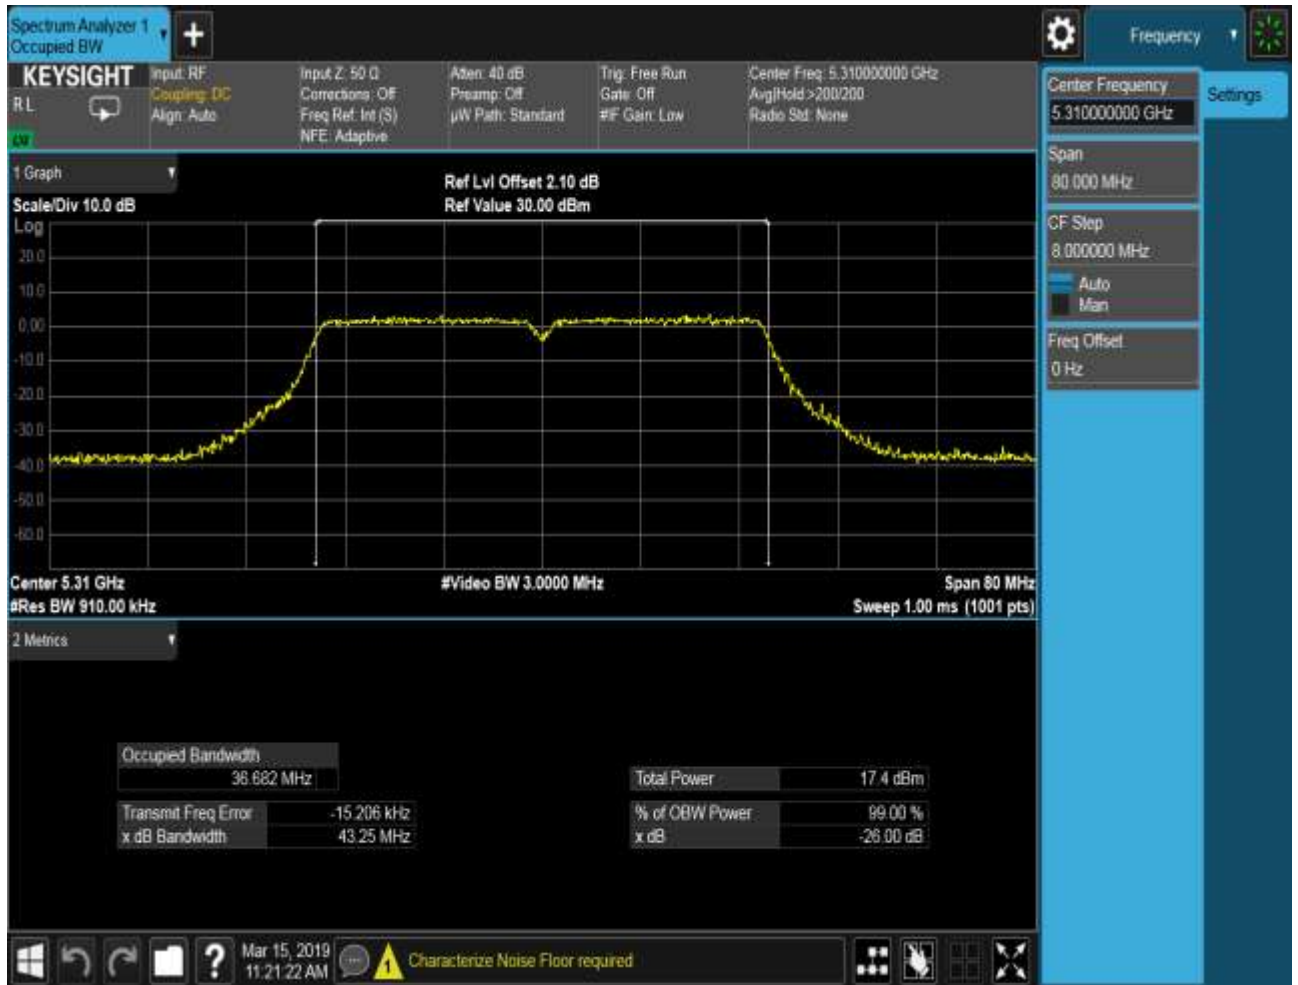 Spectrum Analyzer 1
Occupied BW
Frequency
KEYSIGHT
R L
Input: RF
Coupling: DC
Align: Auto
Input Z: 50 Ω
Corrections: Off
Freq Ref: Int (S)
NFE: Adaptive
Atten: 40 dB
Preamp: Off
µW Path: Standard
Trig: Free Run
Gate: Off
#IF Gain: Low
Center Freq: 5.310000000 GHz
Avg|Hold:>200/200
Radio Std: None
Center Frequency
5.310000000 GHz
Settings
Span
80.000 MHz
CF Step
8.000000 MHz
Auto
Man
Freq Offset
0 Hz
1 Graph
Scale/Div 10.0 dB
Ref Lvl Offset 2.10 dB
Ref Value 30.00 dBm
Log
20.0
10.0
0.00
-10.0
-20.0
-30.0
-40.0
-50.0
-60.0
Center 5.31 GHz
#Video BW 3.0000 MHz
Span 80 MHz
#Res BW 910.00 kHz
Sweep 1.00 ms (1001 pts)
2 Metrics
Occupied Bandwidth
36.682 MHz
Total Power 17.4 dBm
Transmit Freq Error -15.206 kHz
% of OBW Power 99.00 %
x dB Bandwidth 43.25 MHz
x dB -26.00 dB
?
Mar 15, 2019
11:21:22 AM
1
Characterize Noise Floor required